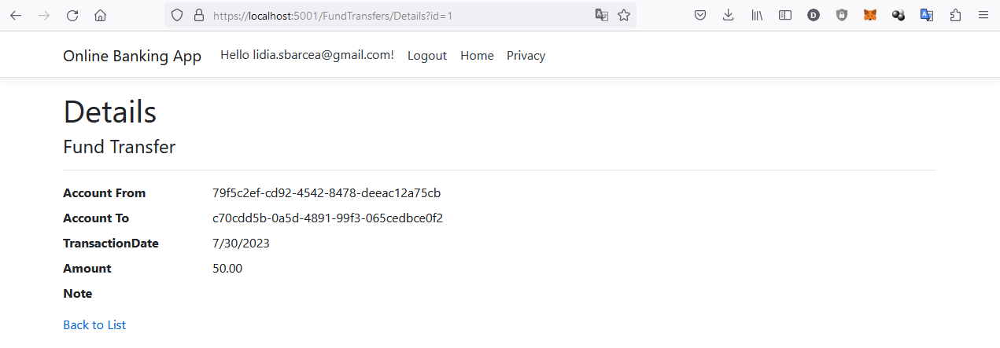 https://localhost:5001/FundTransfers/Details?id=1
Online Banking App Hello lidia.sbarcea@gmail.com! Logout Home Privacy
Details
Fund Transfer
Account From 79f5c2ef-cd92-4542-8478-deeac12a75cb
Account To c70cdd5b-0a5d-4891-99f3-065cedbce0f2
TransactionDate 7/30/2023
Amount 50.00
Note
Back to List